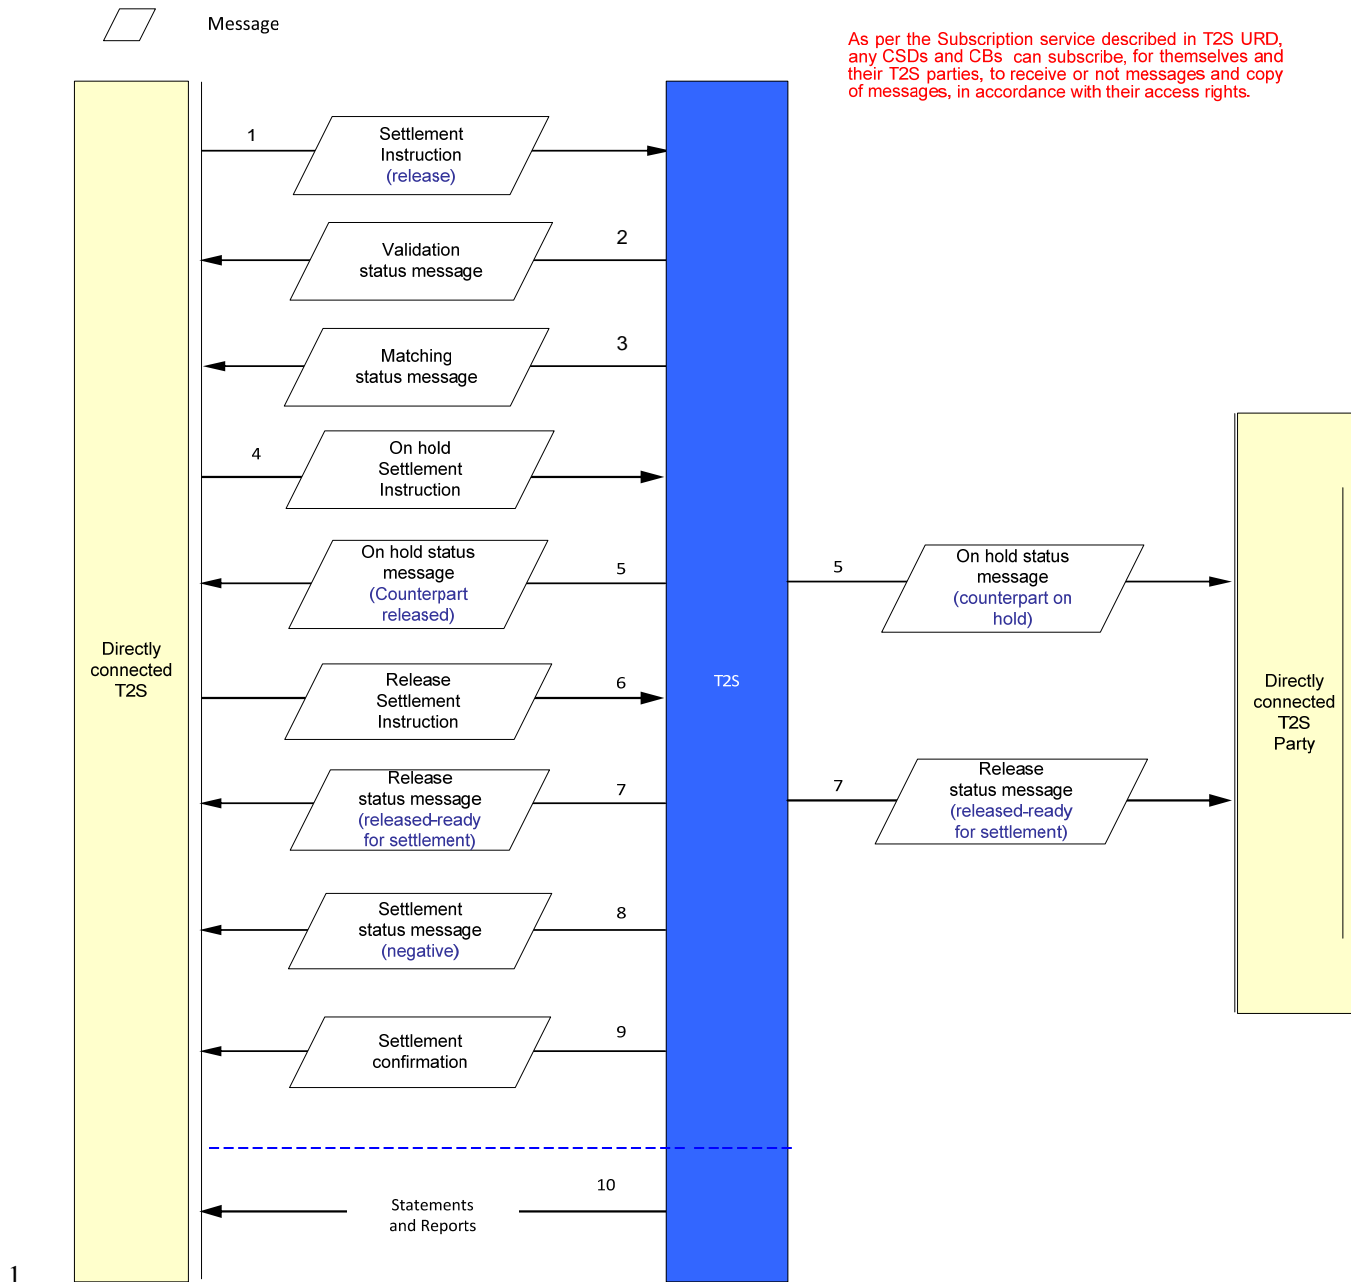 Message
As per the Subscription service described in T2S URD,
any CSDs and CBs can subscribe, for themselves and
their T2S parties, to receive or not messages and copy
of messages, in accordance with their access rights.
1
Settlement
Instruction
(release)
2
Validation
status message
3
Matching
status message
4
On hold
Settlement
Instruction
5
On hold status
message
(Counterpart
released)
5
On hold status
message
(counterpart on
hold)
Directly
connected
T2S
6
Release
Settlement
Instruction
T2S
Directly
connected
T2S
Party
7
Release
status message
(released-ready
for settlement)
7
Release
status message
(released-ready
for settlement)
8
Settlement
status message
(negative)
9
Settlement
confirmation
10
Statements
and Reports
1